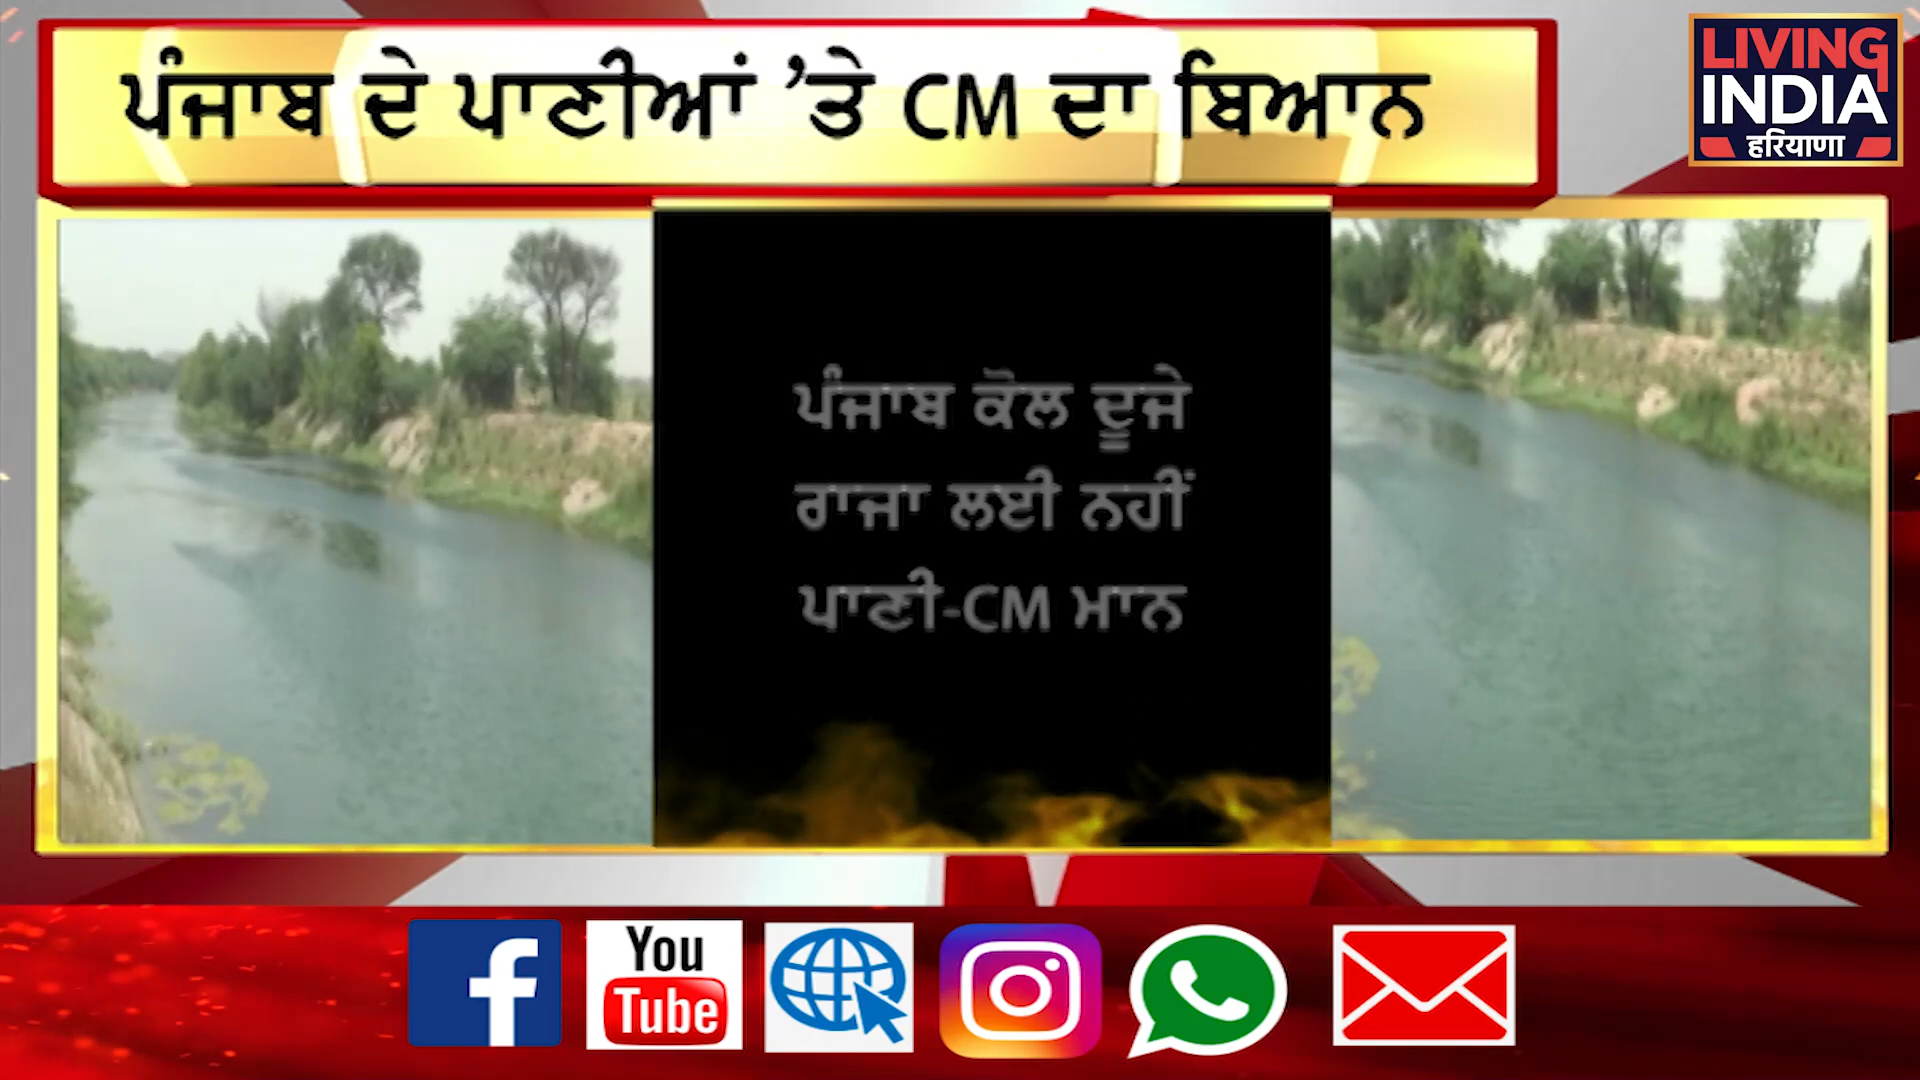 ਪੰਜਾਬ ਦੇ ਪਾਣੀਆਂ ’ਤੇ CM ਦਾ ਬਿਆਨ
LIVING
INDIA
हरियाणा
ਪੰਜਾਬ ਕੋਲ ਦੂਜੇ
ਰਾਜਾ ਲਈ ਨਹੀਂ
ਪਾਣੀ-CM ਮਾਨ
f
You
Tube